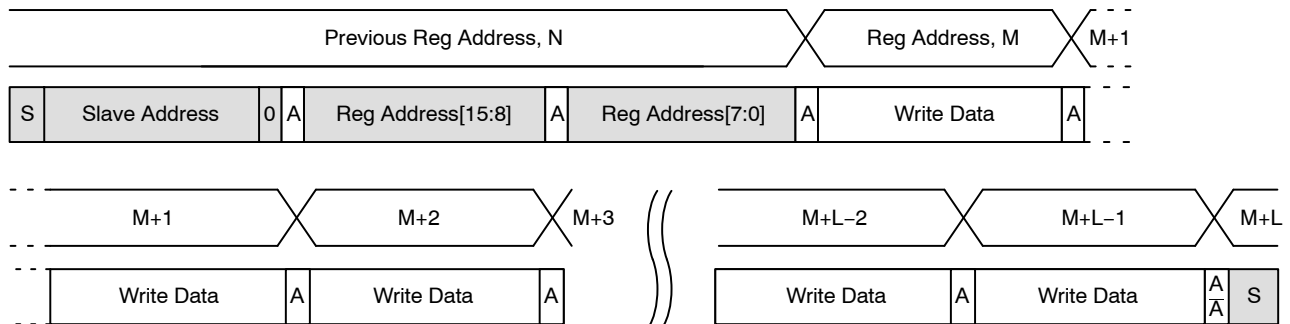 Previous Reg Address, N Reg Address, M M+1
S Slave Address 0 A Reg Address[15:8] A Reg Address[7:0] A Write Data A
M+1 M+2 M+3 M+L−2 M+L−1 M+L
Write Data A Write Data A Write Data A Write Data A/A̅ S